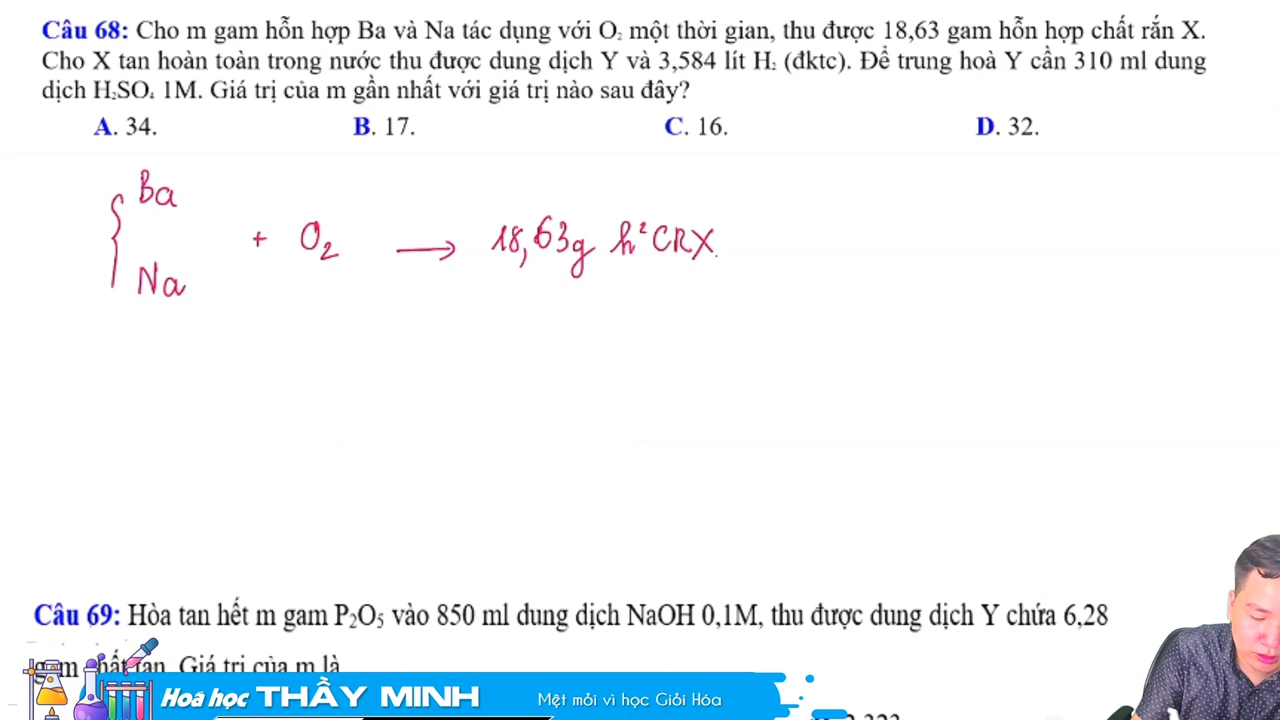 Câu 68: Cho m gam hỗn hợp Ba và Na tác dụng với O₂ một thời gian, thu được 18,63 gam hỗn hợp chất rắn X.
Cho X tan hoàn toàn trong nước thu được dung dịch Y và 3,584 lít H₂ (đktc). Để trung hoà Y cần 310 ml dung
dịch H₂SO₄ 1M. Giá trị của m gần nhất với giá trị nào sau đây?
A. 34. B. 17. C. 16. D. 32.
Ba
+ O₂ → 18,63g h² CRX
Na
Câu 69: Hòa tan hết m gam P₂O₅ vào 850 ml dung dịch NaOH 0,1M, thu được dung dịch Y chứa 6,28
gam chất tan. Giá trị của m là
Hoá học THẦY MINH Mệt mỏi vì học Giỏi Hóa